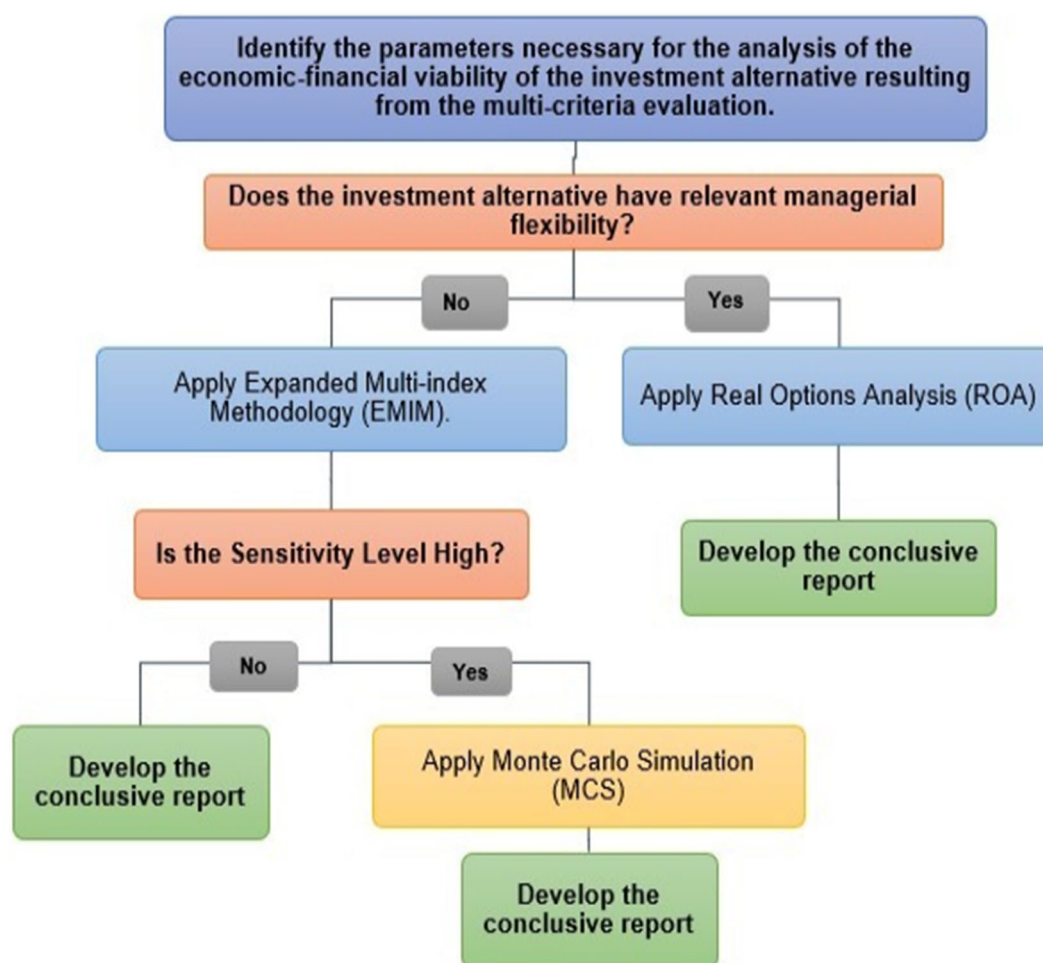 Identify the parameters necessary for the analysis of the
economic-financial viability of the investment alternative resulting
from the multi-criteria evaluation.
Does the investment alternative have relevant managerial
flexibility?
No
Yes
Apply Expanded Multi-index
Methodology (EMIM).
Apply Real Options Analysis (ROA)
Is the Sensitivity Level High?
Develop the conclusive
report
No
Yes
Develop the
conclusive report
Apply Monte Carlo Simulation
(MCS)
Develop the
conclusive report